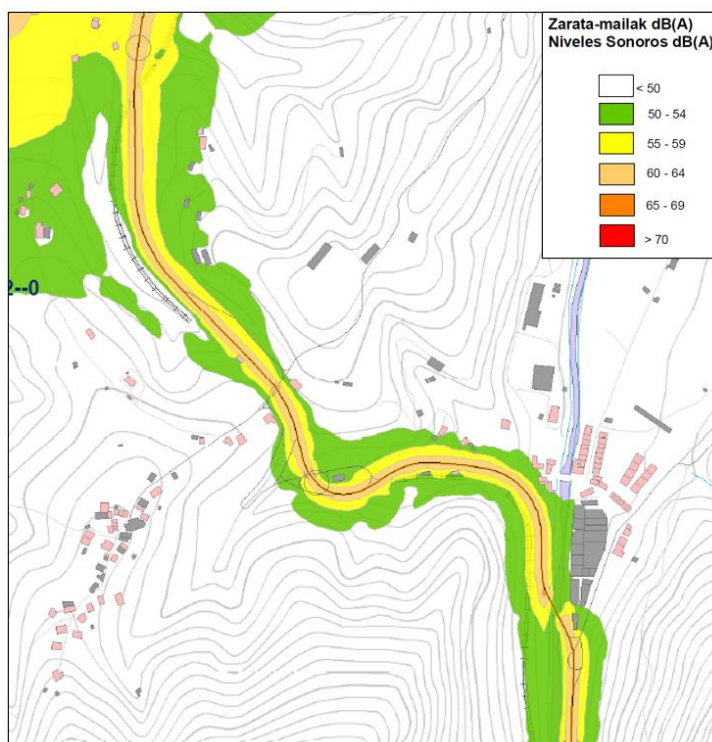 Zarata-mailak dB(A)
Niveles Sonoros dB(A)
< 50
50 - 54
55 - 59
60 - 64
65 - 69
> 70
2--0